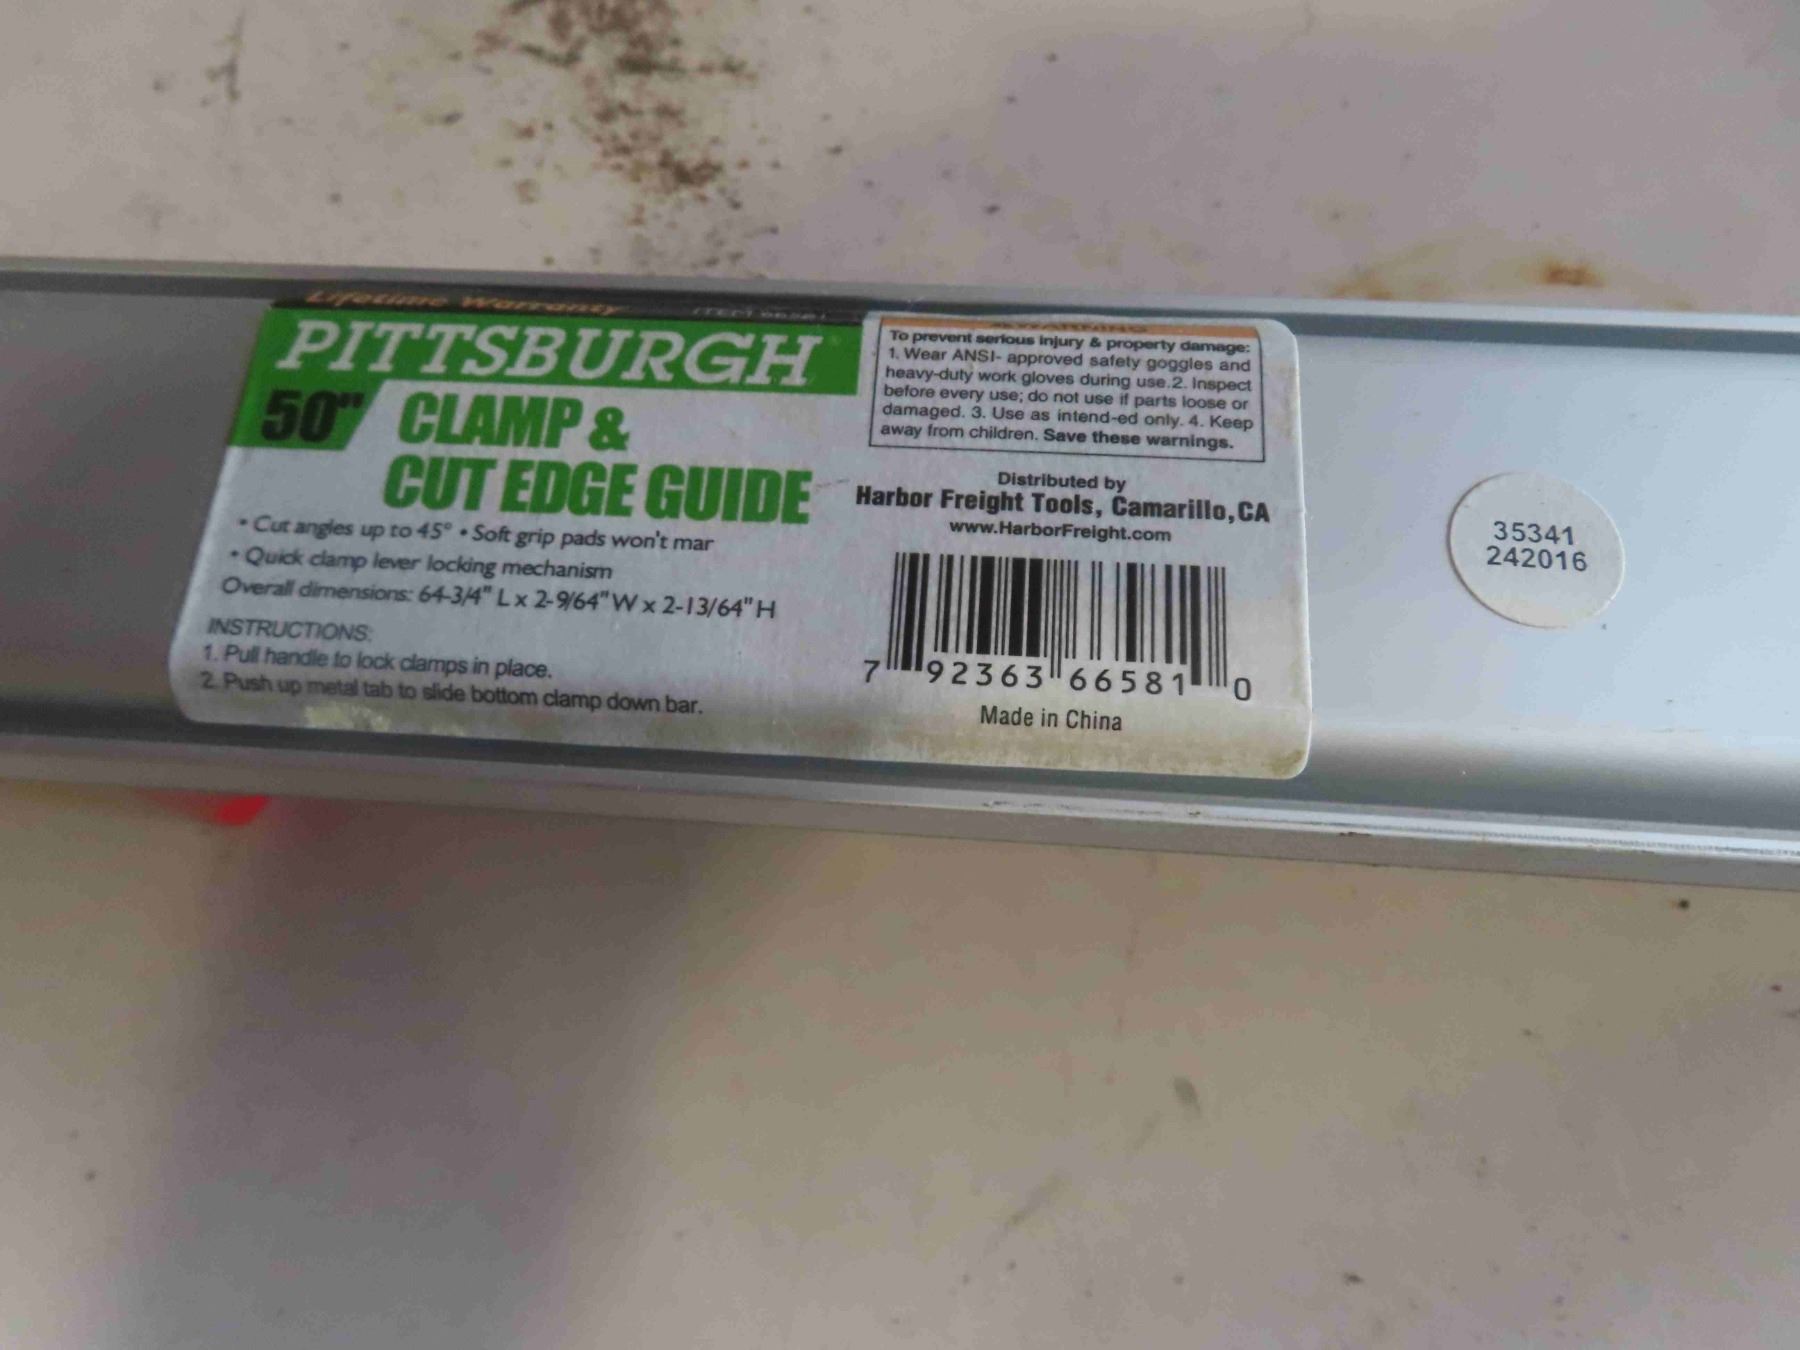 Lifetime Warranty
ITEM 66581
PITTSBURGH
50" CLAMP &
CUT EDGE GUIDE
• Cut angles up to 45° • Soft grip pads won't mar
• Quick clamp lever locking mechanism
Overall dimensions: 64-3/4" L x 2-9/64" W x 2-13/64" H
INSTRUCTIONS:
1. Pull handle to lock clamps in place.
2. Push up metal tab to slide bottom clamp down bar.
WARNING
To prevent serious injury & property damage:
1. Wear ANSI- approved safety goggles and
heavy-duty work gloves during use.2. Inspect
before every use; do not use if parts loose or
damaged. 3. Use as intend-ed only. 4. Keep
away from children. Save these warnings.
Distributed by
Harbor Freight Tools, Camarillo, CA
www.HarborFreight.com
7 92363 66581 0
Made in China
35341
242016